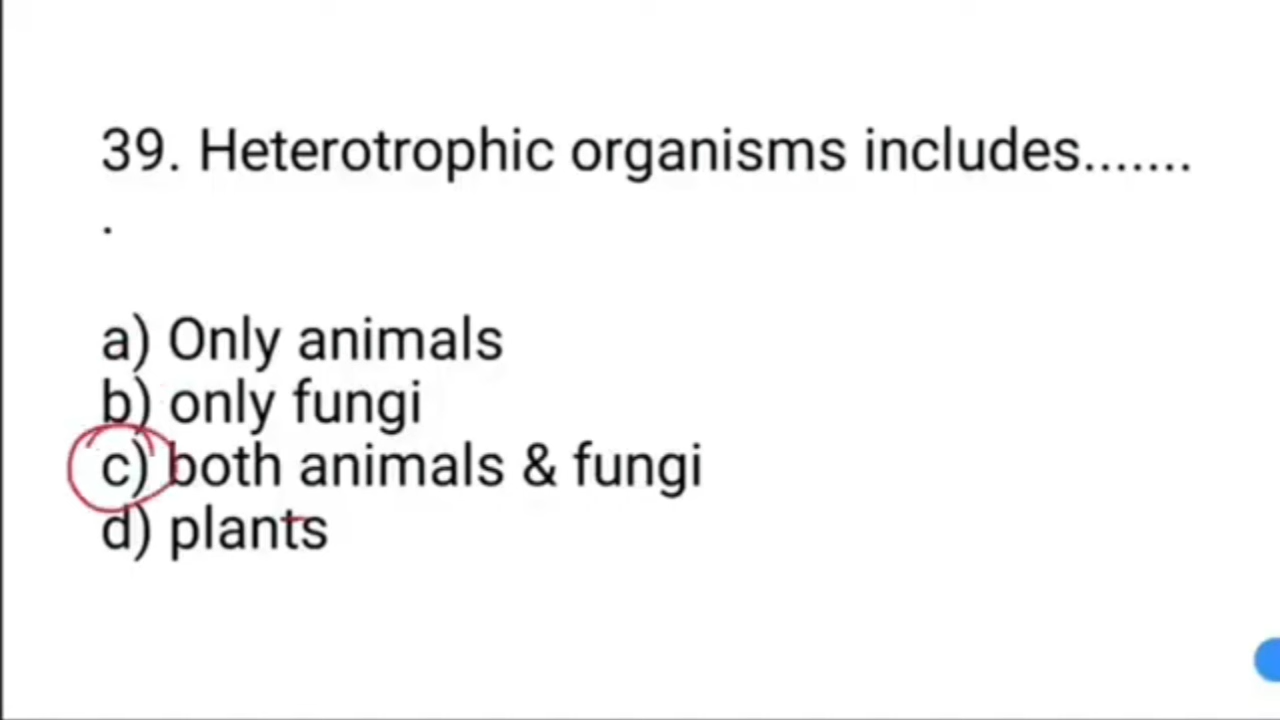 39. Heterotrophic organisms includes.......
.
a) Only animals
b) only fungi
c) both animals & fungi
d) plants